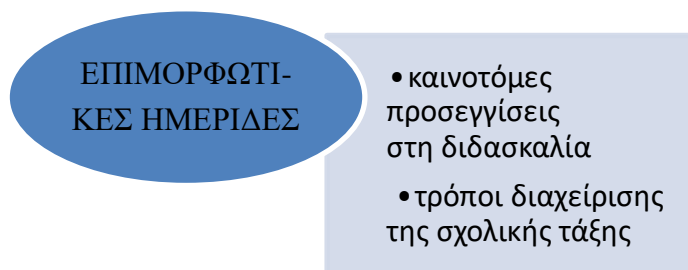 ΕΠΙΜΟΡΦΩΤΙ-
ΚΕΣ ΗΜΕΡΙΔΕΣ
•καινοτόμες
προσεγγίσεις
στη διδασκαλία
•τρόποι διαχείρισης
της σχολικής τάξης